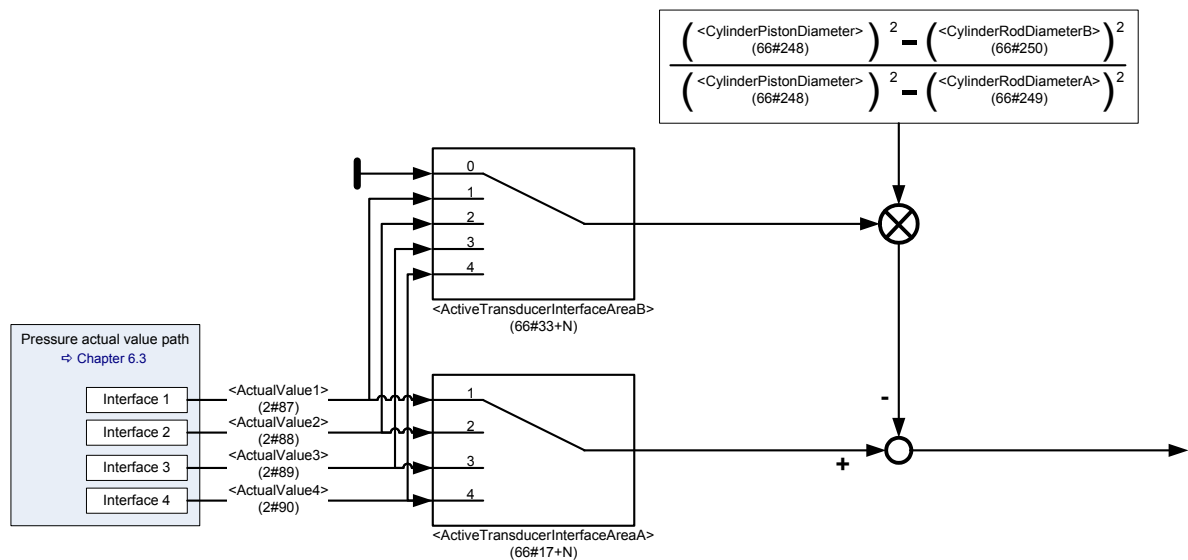 ( <CylinderPistonDiameter> ) 2 – ( <CylinderRodDiameterB> ) 2
(66#248) (66#250)
( <CylinderPistonDiameter> ) 2 – ( <CylinderRodDiameterA> ) 2
(66#248) (66#249)
0
1
2
3
4
<ActiveTransducerInterfaceAreaB>
(66#33+N)
Pressure actual value path
⇨ Chapter 6.3
Interface 1
Interface 2
Interface 3
Interface 4
<ActualValue1>
(2#87)
<ActualValue2>
(2#88)
<ActualValue3>
(2#89)
<ActualValue4>
(2#90)
1
2
3
4
<ActiveTransducerInterfaceAreaA>
(66#17+N)
-
+